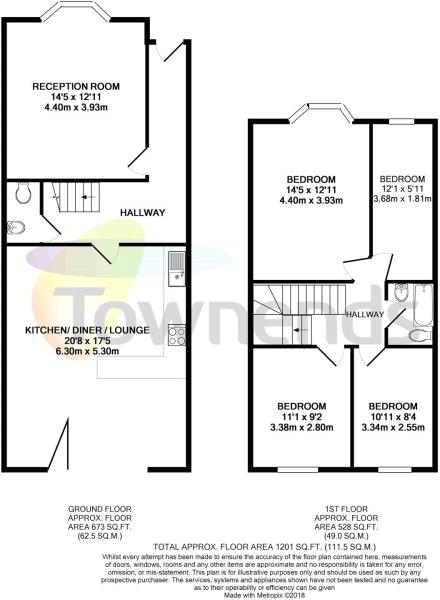 RECEPTION ROOM
14'5 x 12'11
4.40m x 3.93m
HALLWAY
KITCHEN/ DINER / LOUNGE
20'8 x 17'5
6.30m x 5.30m
BEDROOM
14'5 x 12'11
4.40m x 3.93m
BEDROOM
12'1 x 5'11
3.68m x 1.81m
HALLWAY
BEDROOM
11'1 x 9'2
3.38m x 2.80m
BEDROOM
10'11 x 8'4
3.34m x 2.55m
Townends
GROUND FLOOR
APPROX. FLOOR
AREA 673 SQ.FT.
(62.5 SQ.M.)
1ST FLOOR
APPROX. FLOOR
AREA 528 SQ.FT.
(49.0 SQ.M.)
TOTAL APPROX. FLOOR AREA 1201 SQ.FT. (111.5 SQ.M.)
Whilst every attempt has been made to ensure the accuracy of the floor plan contained here, measurements
of doors, windows, rooms and any other items are approximate and no responsibility is taken for any error,
omission, or mis-statement. This plan is for illustrative purposes only and should be used as such by any
prospective purchaser. The services, systems and appliances shown have not been tested and no guarantee
as to their operability or efficiency can be given
Made with Metropix ©2018